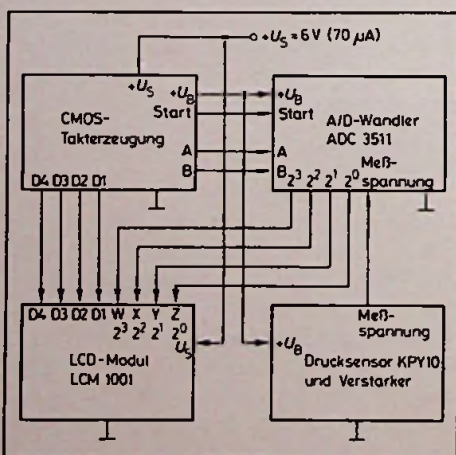 +U_S = 6V (70 µA)
+U_S
+U_B
CMOS-
Takterzeugung
Start
A
B
D4 D3 D2 D1
+U_B
Start
A/D-Wandler
ADC 3511
A
B 2³ 2² 2¹ 2⁰
Meß-
spannung
D4 D3 D2 D1 W X Y Z
2³ 2² 2¹ 2⁰
U_S
LCD-Modul
LCM 1001
Meß-
spannung
+U_B
Drucksensor KPY10
und Verstarker